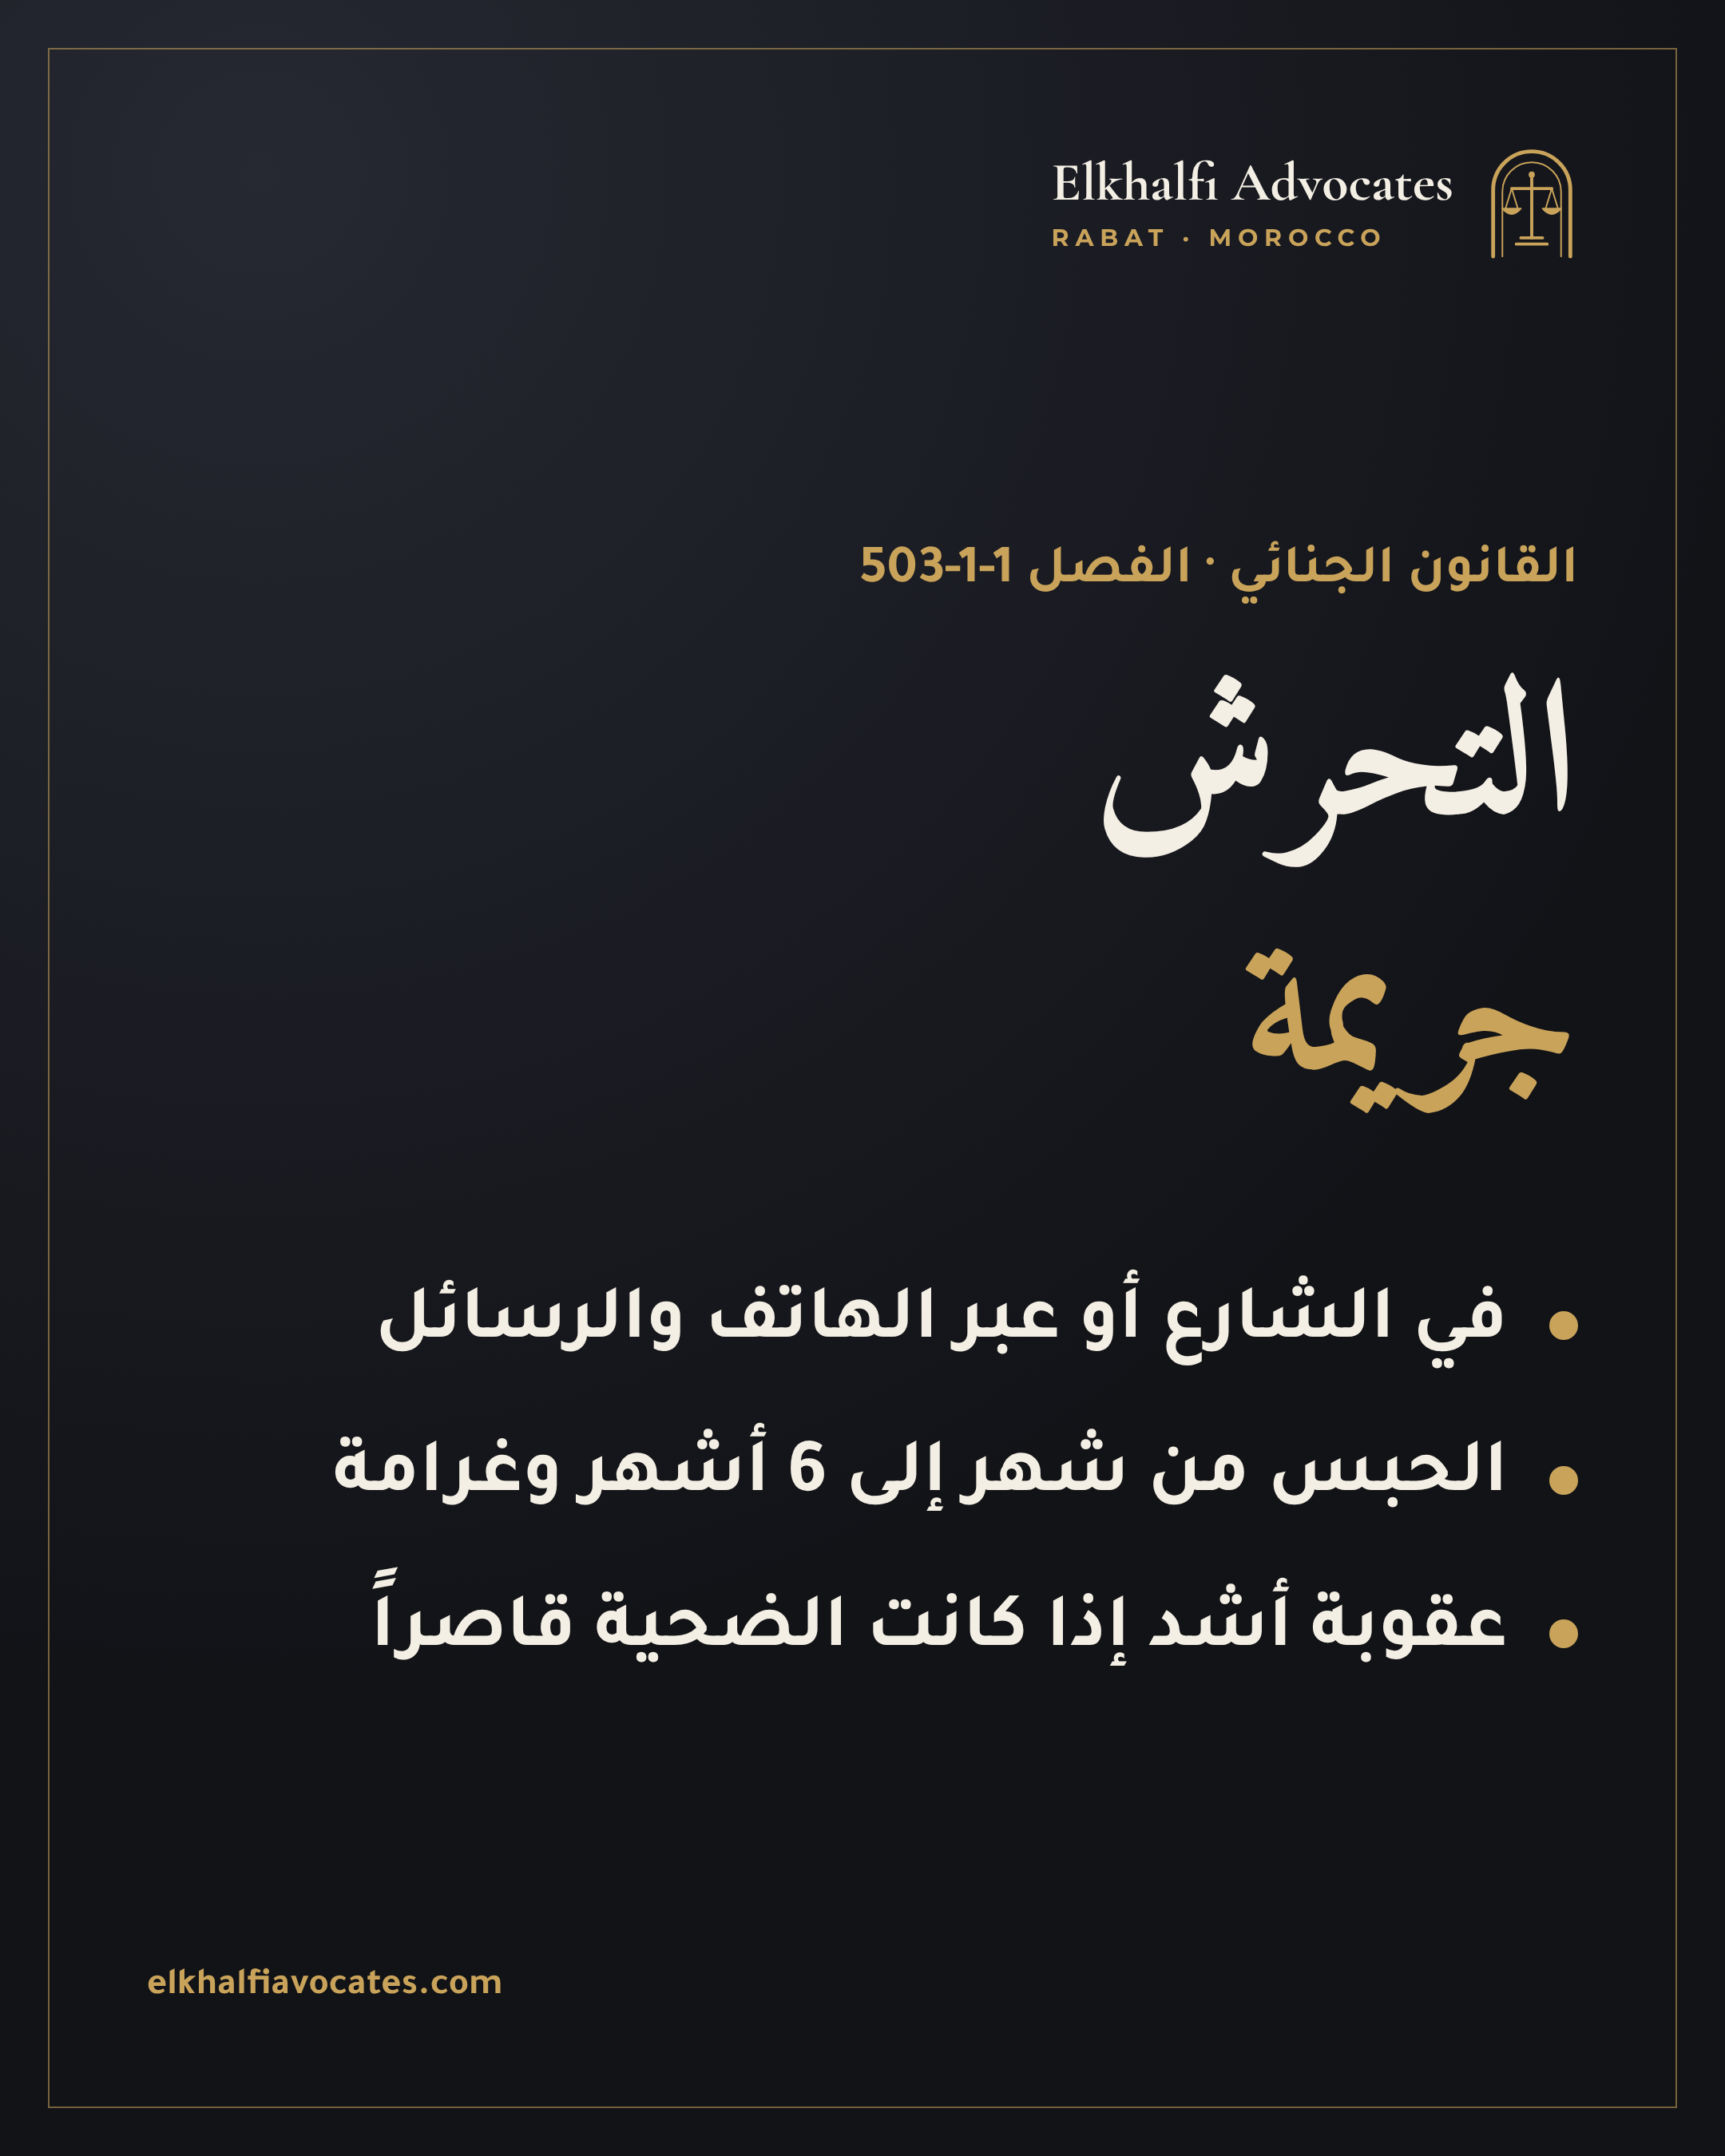 Elkhalfi Advocates
RABAT · MOROCCO
القانون الجنائي · الفصل 1-1-503
التحرش
جريمة
في الشارع أو عبر الهاتف والرسائل
الحبس من شهر إلى 6 أشهر وغرامة
عقوبة أشد إذا كانت الضحية قاصراً
elkhalfiavocates.com